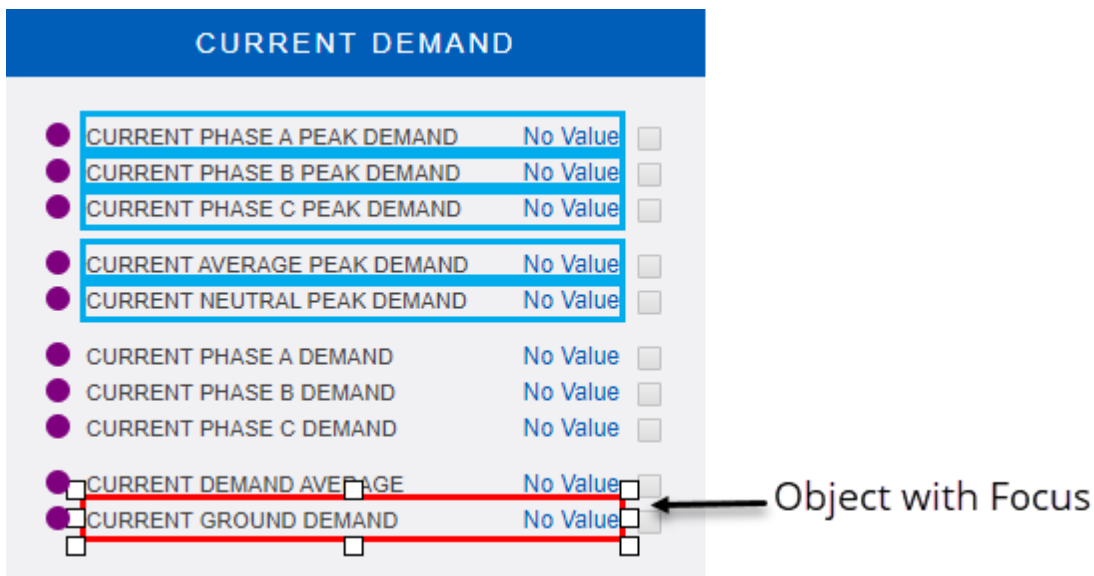 CURRENT DEMAND
CURRENT PHASE A PEAK DEMAND No Value
CURRENT PHASE B PEAK DEMAND No Value
CURRENT PHASE C PEAK DEMAND No Value
CURRENT AVERAGE PEAK DEMAND No Value
CURRENT NEUTRAL PEAK DEMAND No Value
CURRENT PHASE A DEMAND No Value
CURRENT PHASE B DEMAND No Value
CURRENT PHASE C DEMAND No Value
CURRENT DEMAND AVERAGE No Value
Object with Focus
CURRENT GROUND DEMAND No Value